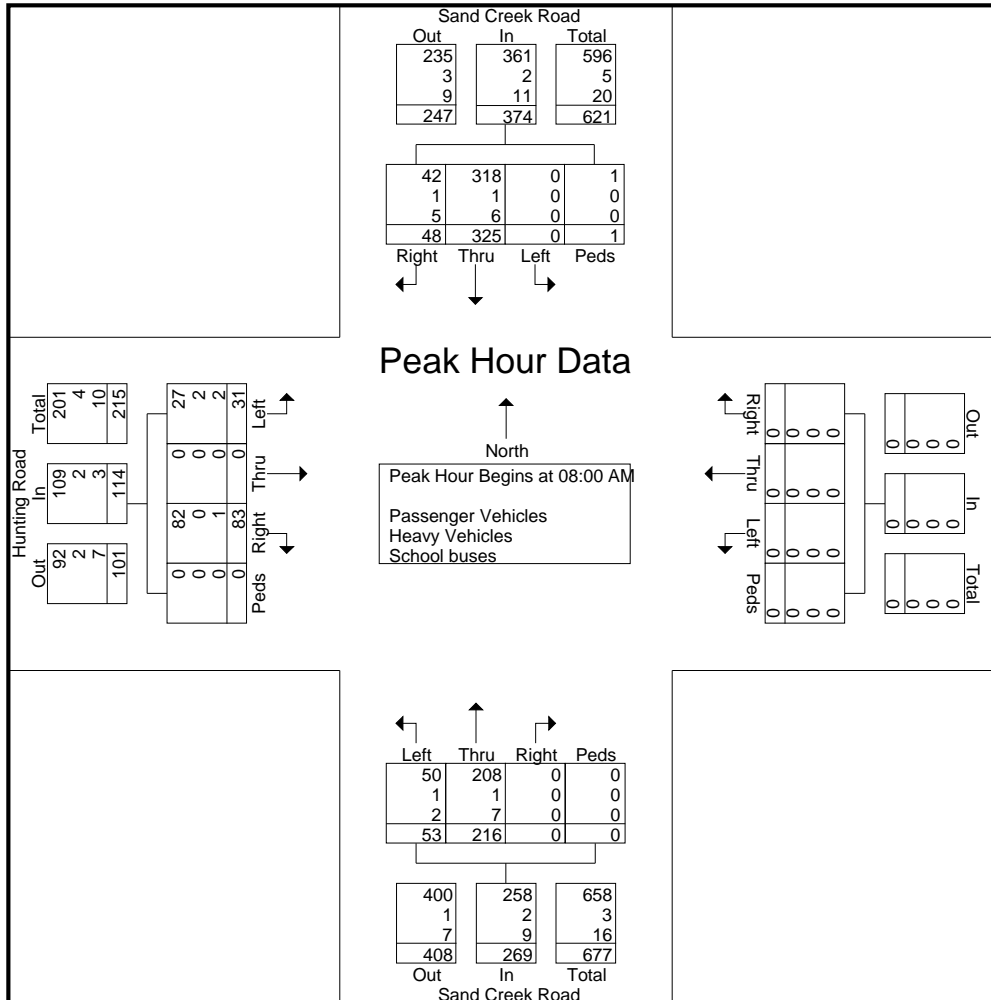 Sand Creek Road
Out In Total
235 361 596
3 2 5
9 11 20
247 374 621
42 318 0 1
1 1 0 0
5 6 0 0
48 325 0 1
Right Thru Left Peds
Peak Hour Data
North
Peak Hour Begins at 08:00 AM
Passenger Vehicles
Heavy Vehicles
School buses
Hunting Road
Out In Total
92 109 201
2 2 4
7 3 10
101 114 215
27 0 82 0
2 0 0 0
2 0 1 0
31 0 83 0
Left Thru Right Peds
Right Thru Left Peds
0 0 0 0
0 0 0 0
0 0 0 0
0 0 0 0
Out In Total
0 0 0
0 0 0
0 0 0
0 0 0
Left Thru Right Peds
50 208 0 0
1 1 0 0
2 7 0 0
53 216 0 0
400 258 658
1 2 3
7 9 16
408 269 677
Out In Total
Sand Creek Road